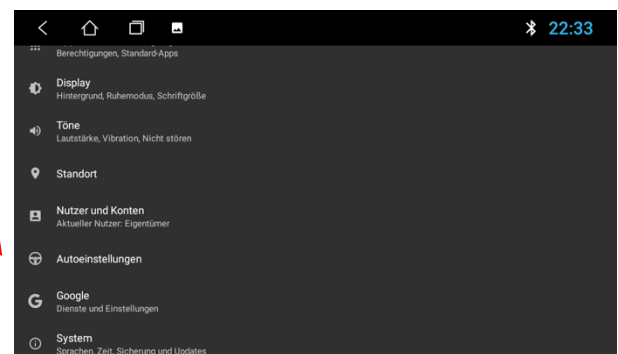 22:33
Berechtigungen, Standard-Apps
Display
Hintergrund, Ruhemodus, Schriftgröße
Töne
Lautstärke, Vibration, Nicht stören
Standort
Nutzer und Konten
Aktueller Nutzer: Eigentümer
Autoeinstellungen
Google
Dienste und Einstellungen
System
Sprachen, Zeit, Sicherung und Updates